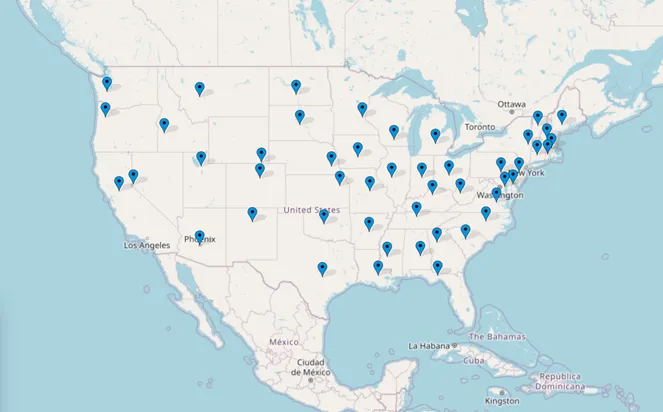 Ottawa
Toronto
New York
Washington
United States
Phoenix
Los Angeles
México
Ciudad
de México
La Habana
The Bahamas
Cuba
República
Dominicana
Kingston